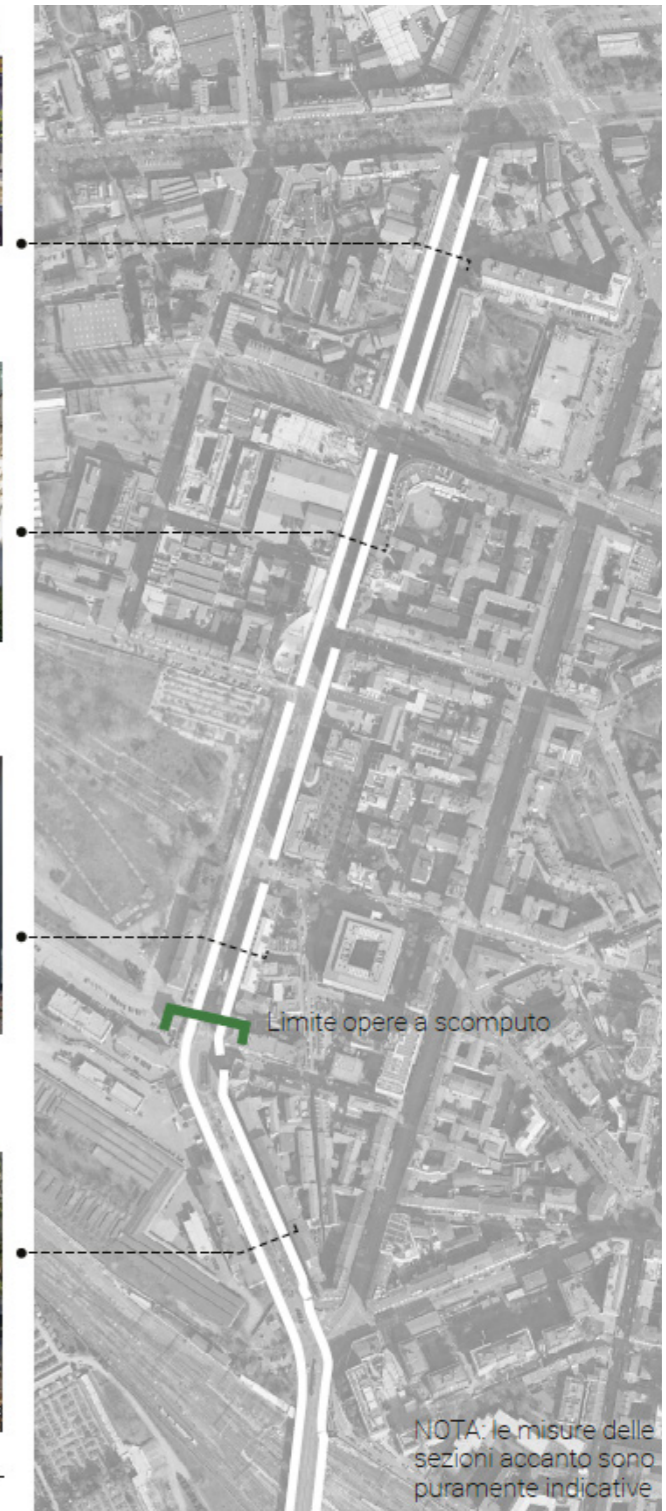 Limite opere a scomputo
NOTA: le misure delle
sezioni accanto sono
puramente indicative